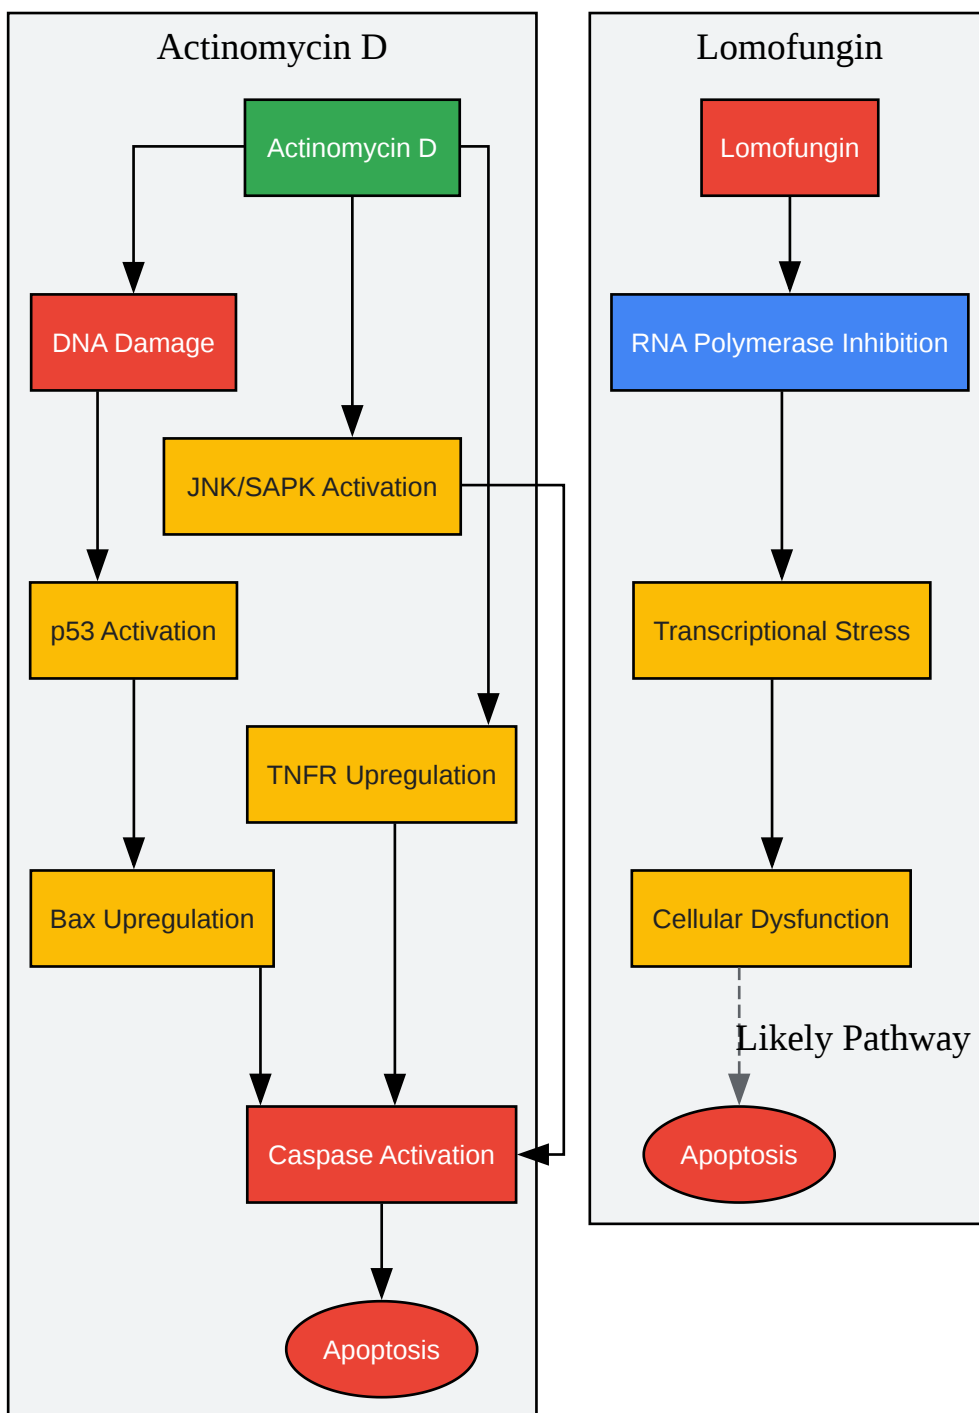 Actinomycin D
Actinomycin D
DNA Damage
JNK/SAPK Activation
p53 Activation
TNFR Upregulation
Bax Upregulation
Caspase Activation
Apoptosis
Lomofungin
Lomofungin
RNA Polymerase Inhibition
Transcriptional Stress
Cellular Dysfunction
Likely Pathway
Apoptosis